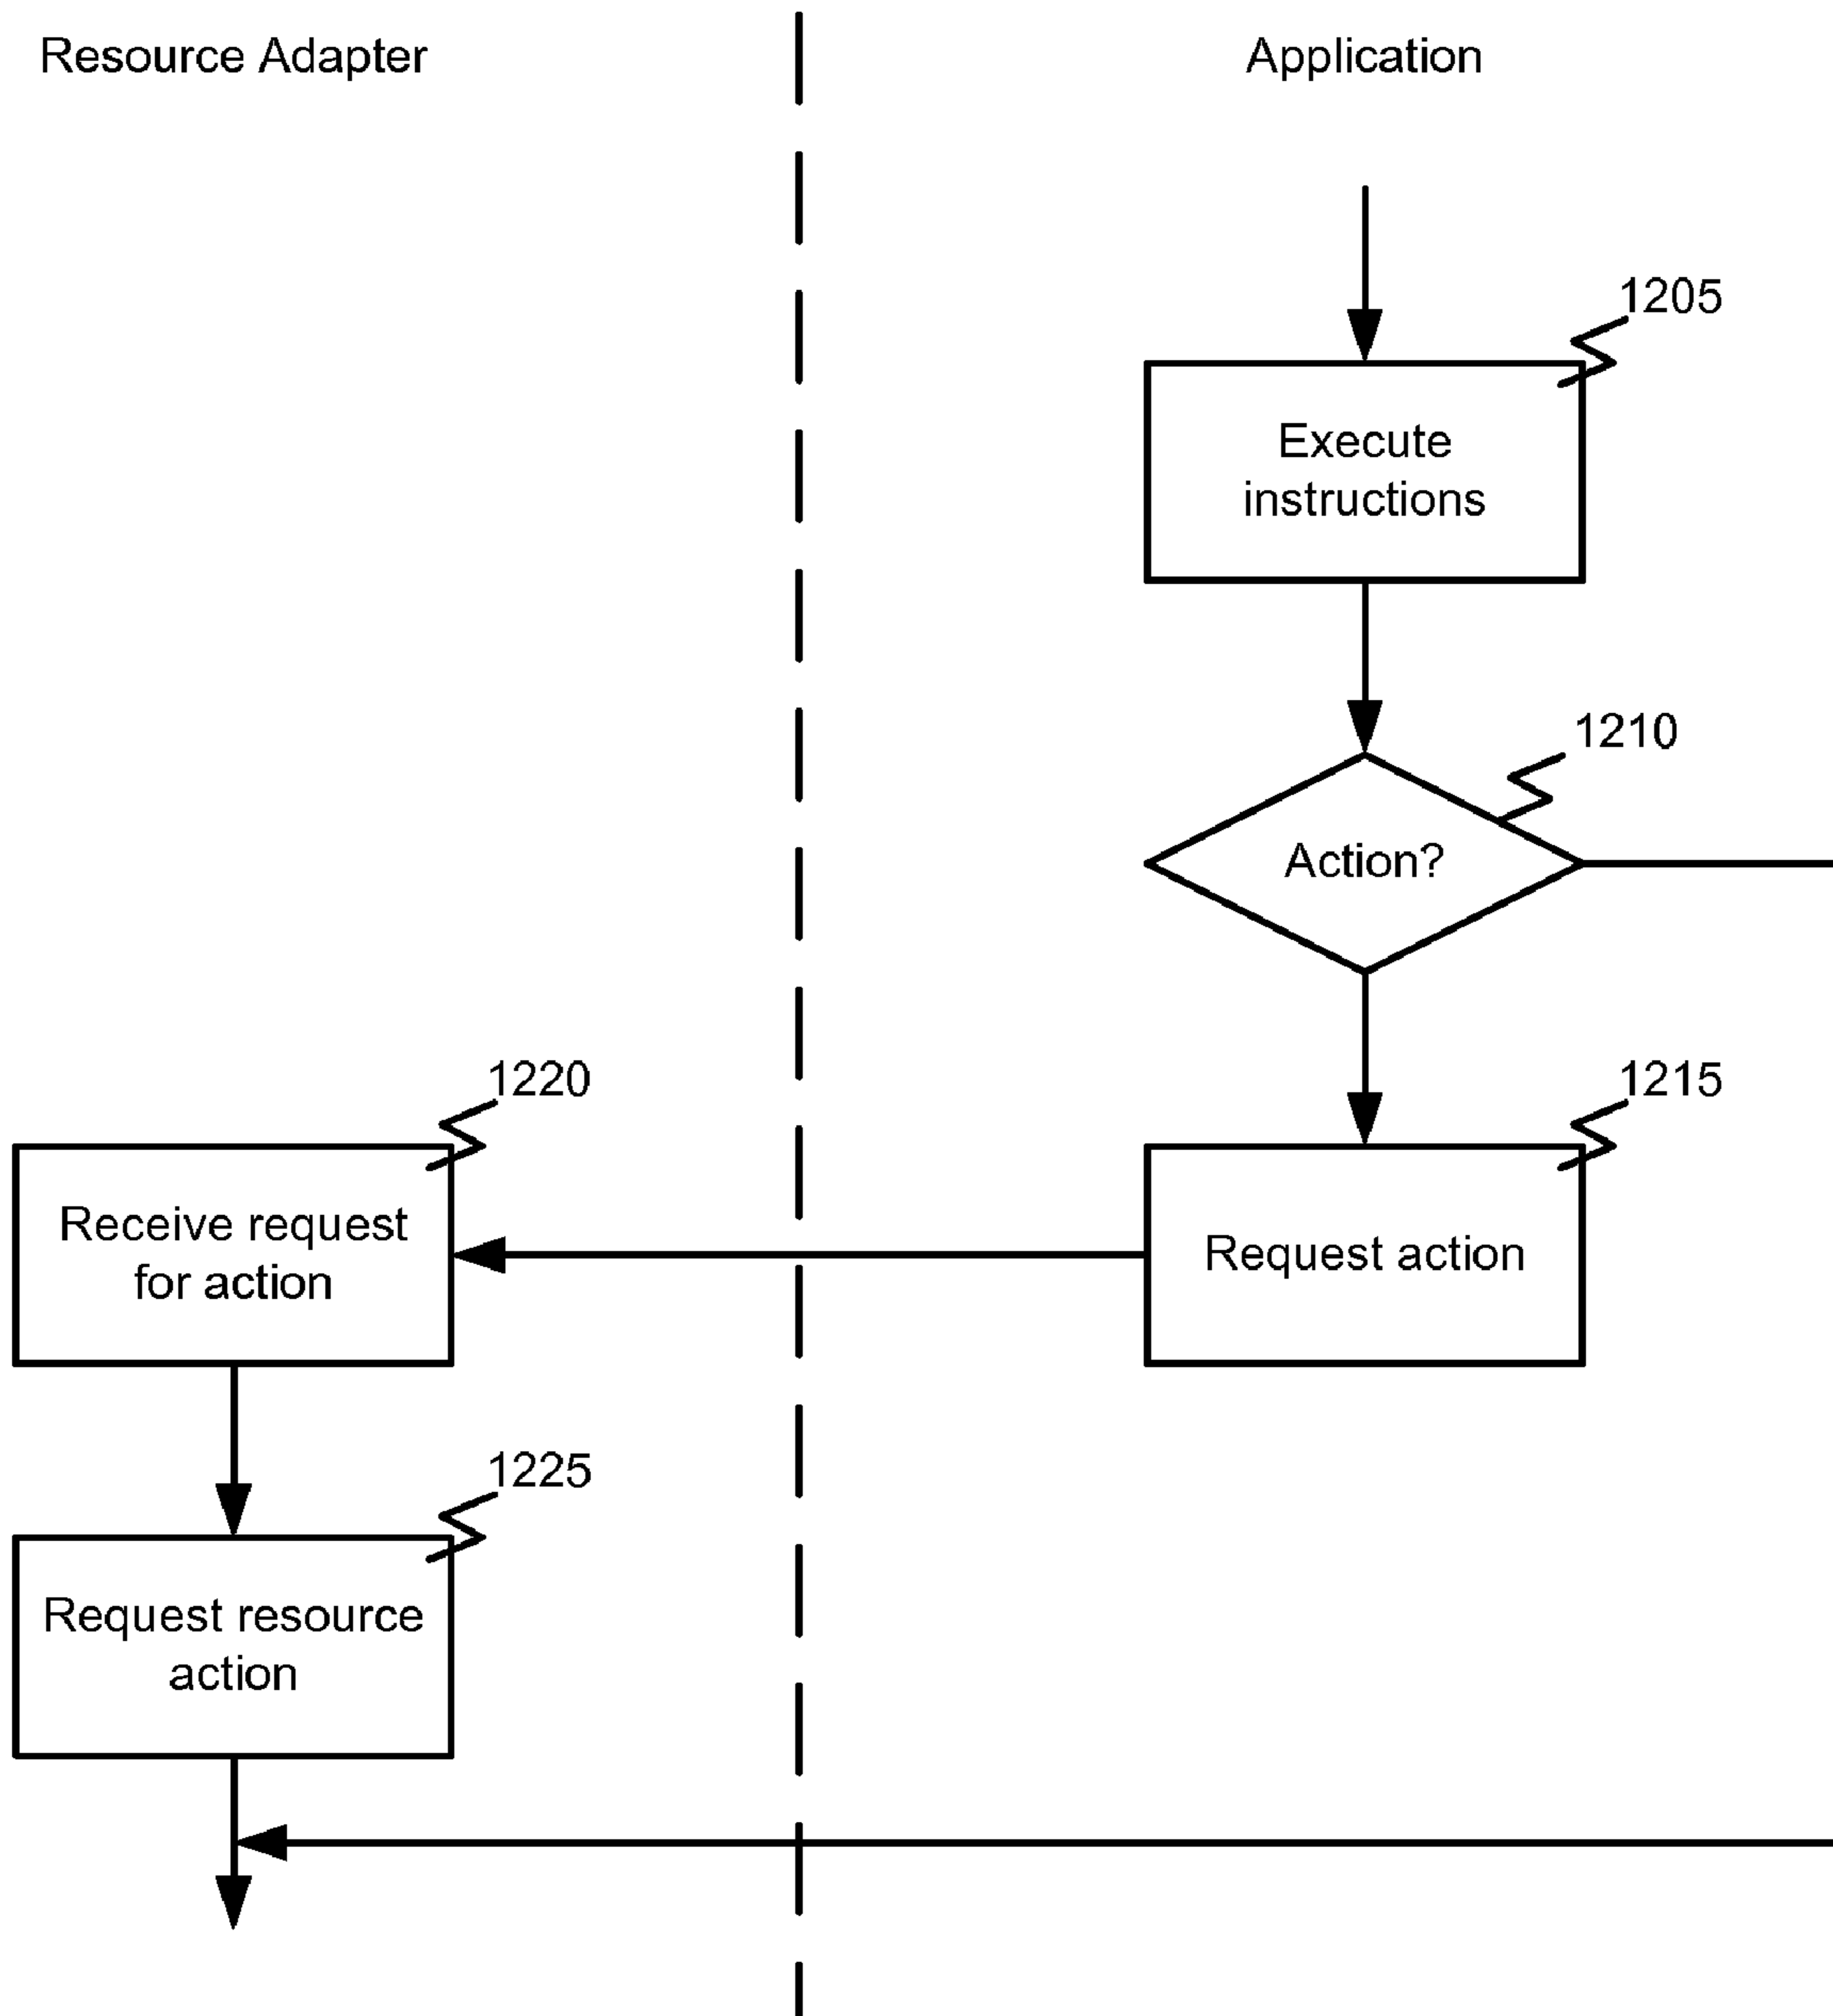 Resource Adapter
Application
1205
Execute
instructions
1210
Action?
1220
1215
Receive request
for action
Request action
1225
Request resource
action